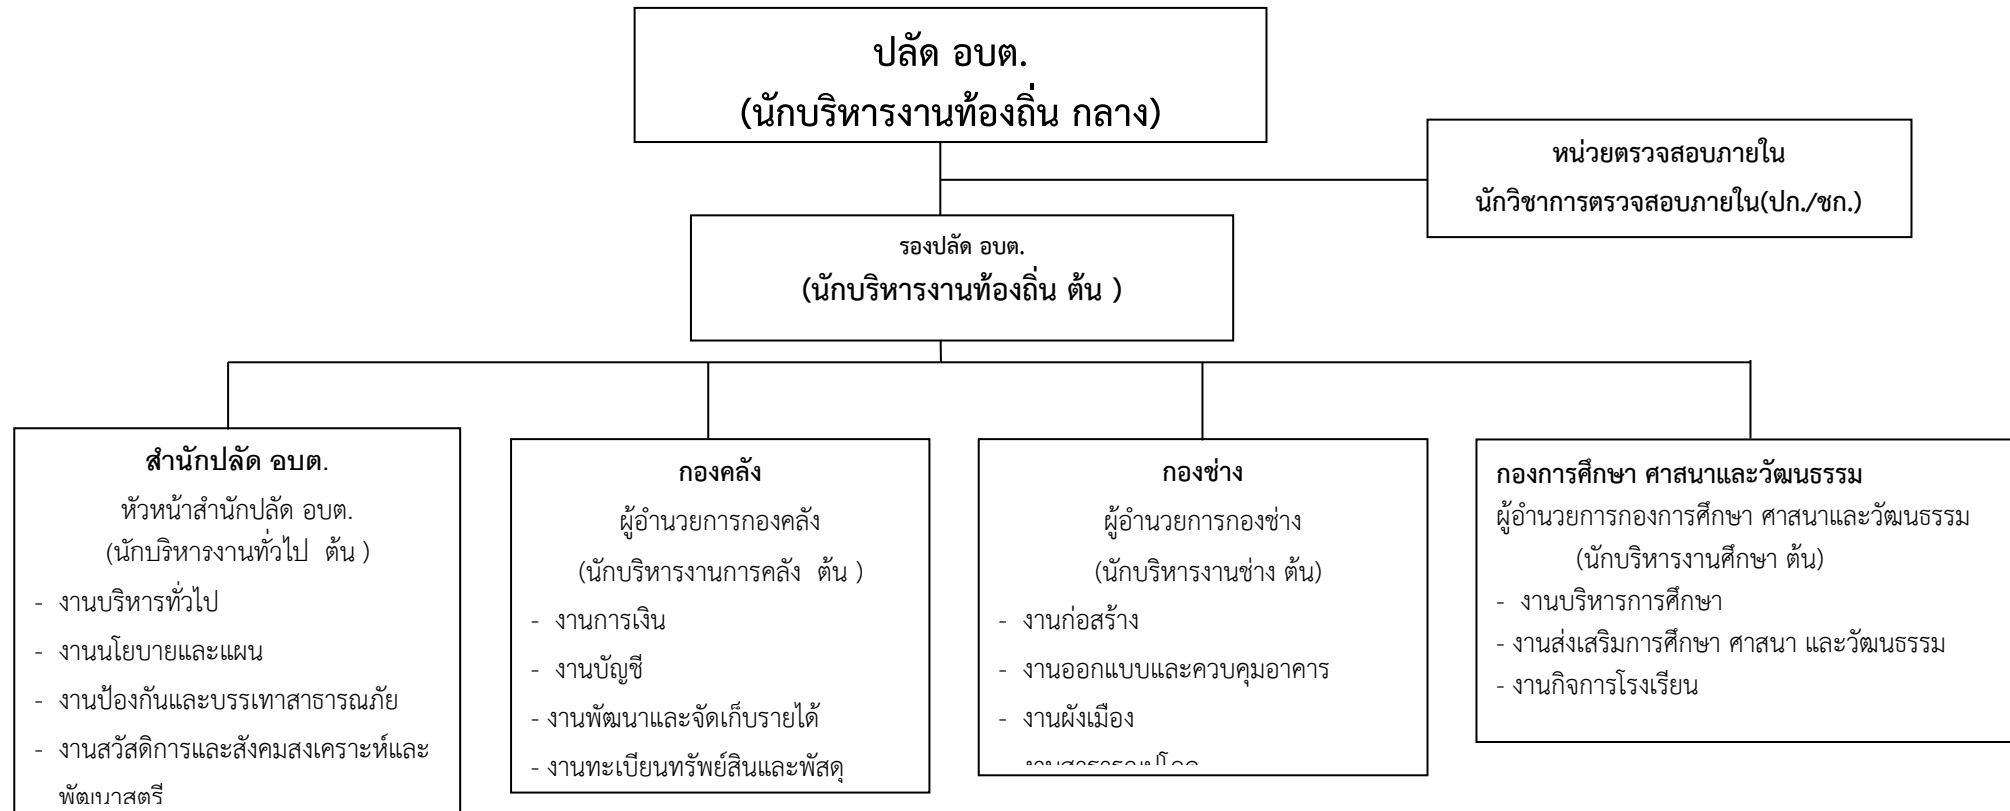 ปลัด อบต.
(นักบริหารงานท้องถิ่น กลาง)
หน่วยตรวจสอบภายใน
นักวิชาการตรวจสอบภายใน(ปก./ชก.)
รองปลัด อบต.
(นักบริหารงานท้องถิ่น ต้น )
สำนักปลัด อบต.
หัวหน้าสำนักปลัด อบต.
(นักบริหารงานทั่วไป ต้น )
- งานบริหารทั่วไป
- งานนโยบายและแผน
- งานป้องกันและบรรเทาสาธารณภัย
- งานสวัสดิการและสังคมสงเคราะห์และ
พัฒนาสตรี
กองคลัง
ผู้อำนวยการกองคลัง
(นักบริหารงานการคลัง ต้น )
- งานการเงิน
- งานบัญชี
- งานพัฒนาและจัดเก็บรายได้
- งานทะเบียนทรัพย์สินและพัสดุ
กองช่าง
ผู้อำนวยการกองช่าง
(นักบริหารงานช่าง ต้น)
- งานก่อสร้าง
- งานออกแบบและควบคุมอาคาร
- งานผังเมือง
- งานสาธารณูปโภค
กองการศึกษา ศาสนาและวัฒนธรรม
ผู้อำนวยการกองการศึกษา ศาสนาและวัฒนธรรม
(นักบริหารงานศึกษา ต้น)
- งานบริหารการศึกษา
- งานส่งเสริมการศึกษา ศาสนา และวัฒนธรรม
- งานกิจการโรงเรียน